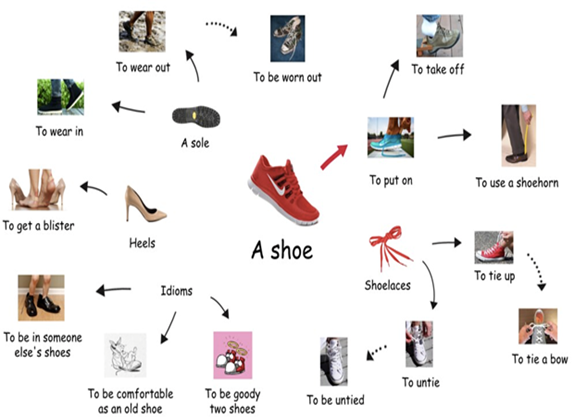 To wear out
To be worn out
To take off
To wear in
A sole
To put on
To use a shoehorn
To get a blister
Heels
A shoe
Shoelaces
To tie up
Idioms
To be in someone
else's shoes
To be comfortable
as an old shoe
To be goody
two shoes
To be untied
To untie
To tie a bow